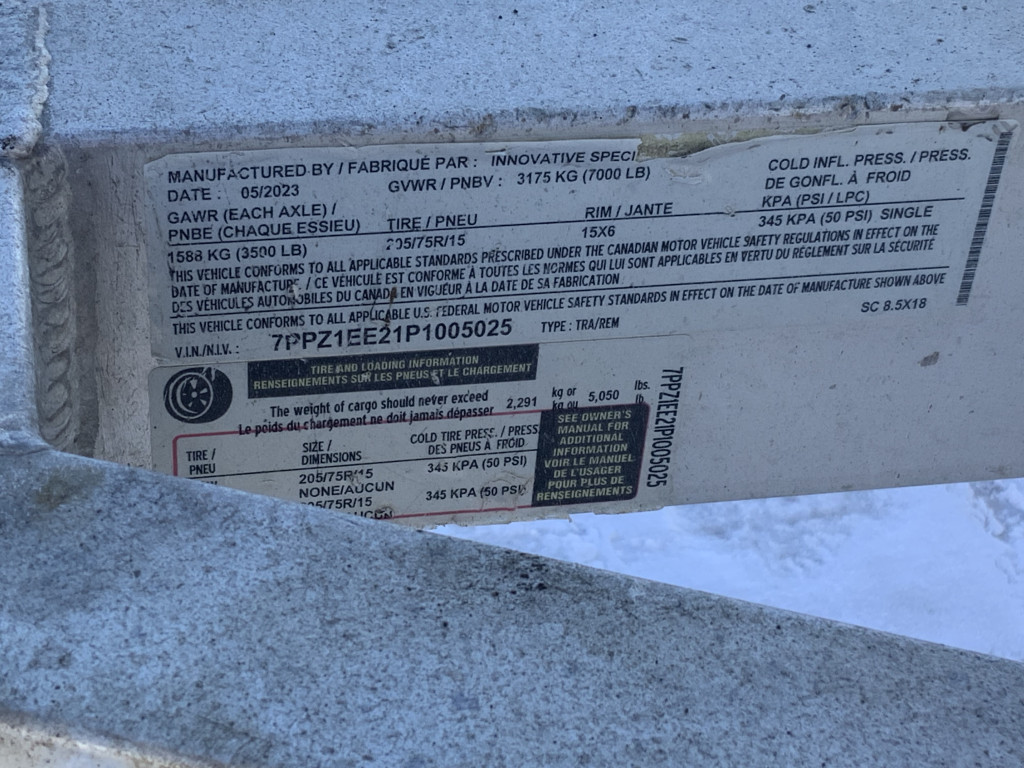 MANUFACTURED BY / FABRIQUÉ PAR : INNOVATIVE SPECI
DATE : 05/2023
GVWR / PNBV : 3175 KG (7000 LB)
COLD INFL. PRESS. / PRESS.
DE GONFL. À FROID
KPA (PSI / LPC)
GAWR (EACH AXLE) /
PNBE (CHAQUE ESSIEU)
TIRE / PNEU
RIM / JANTE
1588 KG (3500 LB)
205/75R/15
15X6
345 KPA (50 PSI) SINGLE
THIS VEHICLE CONFORMS TO ALL APPLICABLE STANDARDS PRESCRIBED UNDER THE CANADIAN MOTOR VEHICLE SAFETY REGULATIONS IN EFFECT ON THE
DATE OF MANUFACTURE. / CE VÉHICULE EST CONFORME À TOUTES LES NORMES QUI LUI SONT APPLICABLES EN VERTU DU RÉGLEMENT SUR LA SÉCURITÉ
DES VÉHICULES AUTOMOBILES DU CANADA EN VIGUEUR À LA DATE DE SA FABRICATION
THIS VEHICLE CONFORMS TO ALL APPLICABLE U.S. FEDERAL MOTOR VEHICLE SAFETY STANDARDS IN EFFECT ON THE DATE OF MANUFACTURE SHOWN ABOVE
V.I.N./N.I.V. : 7PPZ1EE21P1005025 TYPE : TRA/REM
SC 8.5X18
TIRE AND LOADING INFORMATION
RENSEIGNEMENTS SUR LES PNEUS ET LE CHARGEMENT
The weight of cargo should never exceed
Le poids du chargement ne doit jamais dépasser
2,291
kg or
kg ou
5,050
lbs.
lb.
TIRE /
PNEU
SIZE /
DIMENSIONS
COLD TIRE PRESS. / PRESS.
DES PNEUS À FROID
205/75R/15
345 KPA (50 PSI)
NONE/AUCUN
205/75R/15
345 KPA (50 PSI)
SEE OWNER'S
MANUAL FOR
ADDITIONAL
INFORMATION
VOIR LE MANUEL
DE L'USAGER
POUR PLUS DE
RENSEIGNEMENTS
7PPZ1EE21P1005025